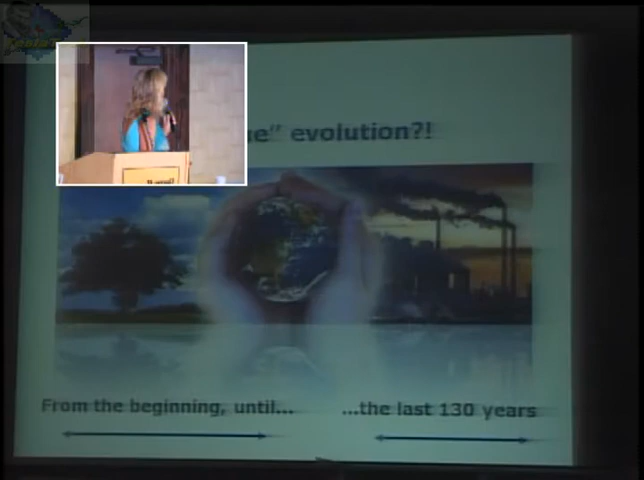 evolution?!
From the beginning, until...
...the last 130 years